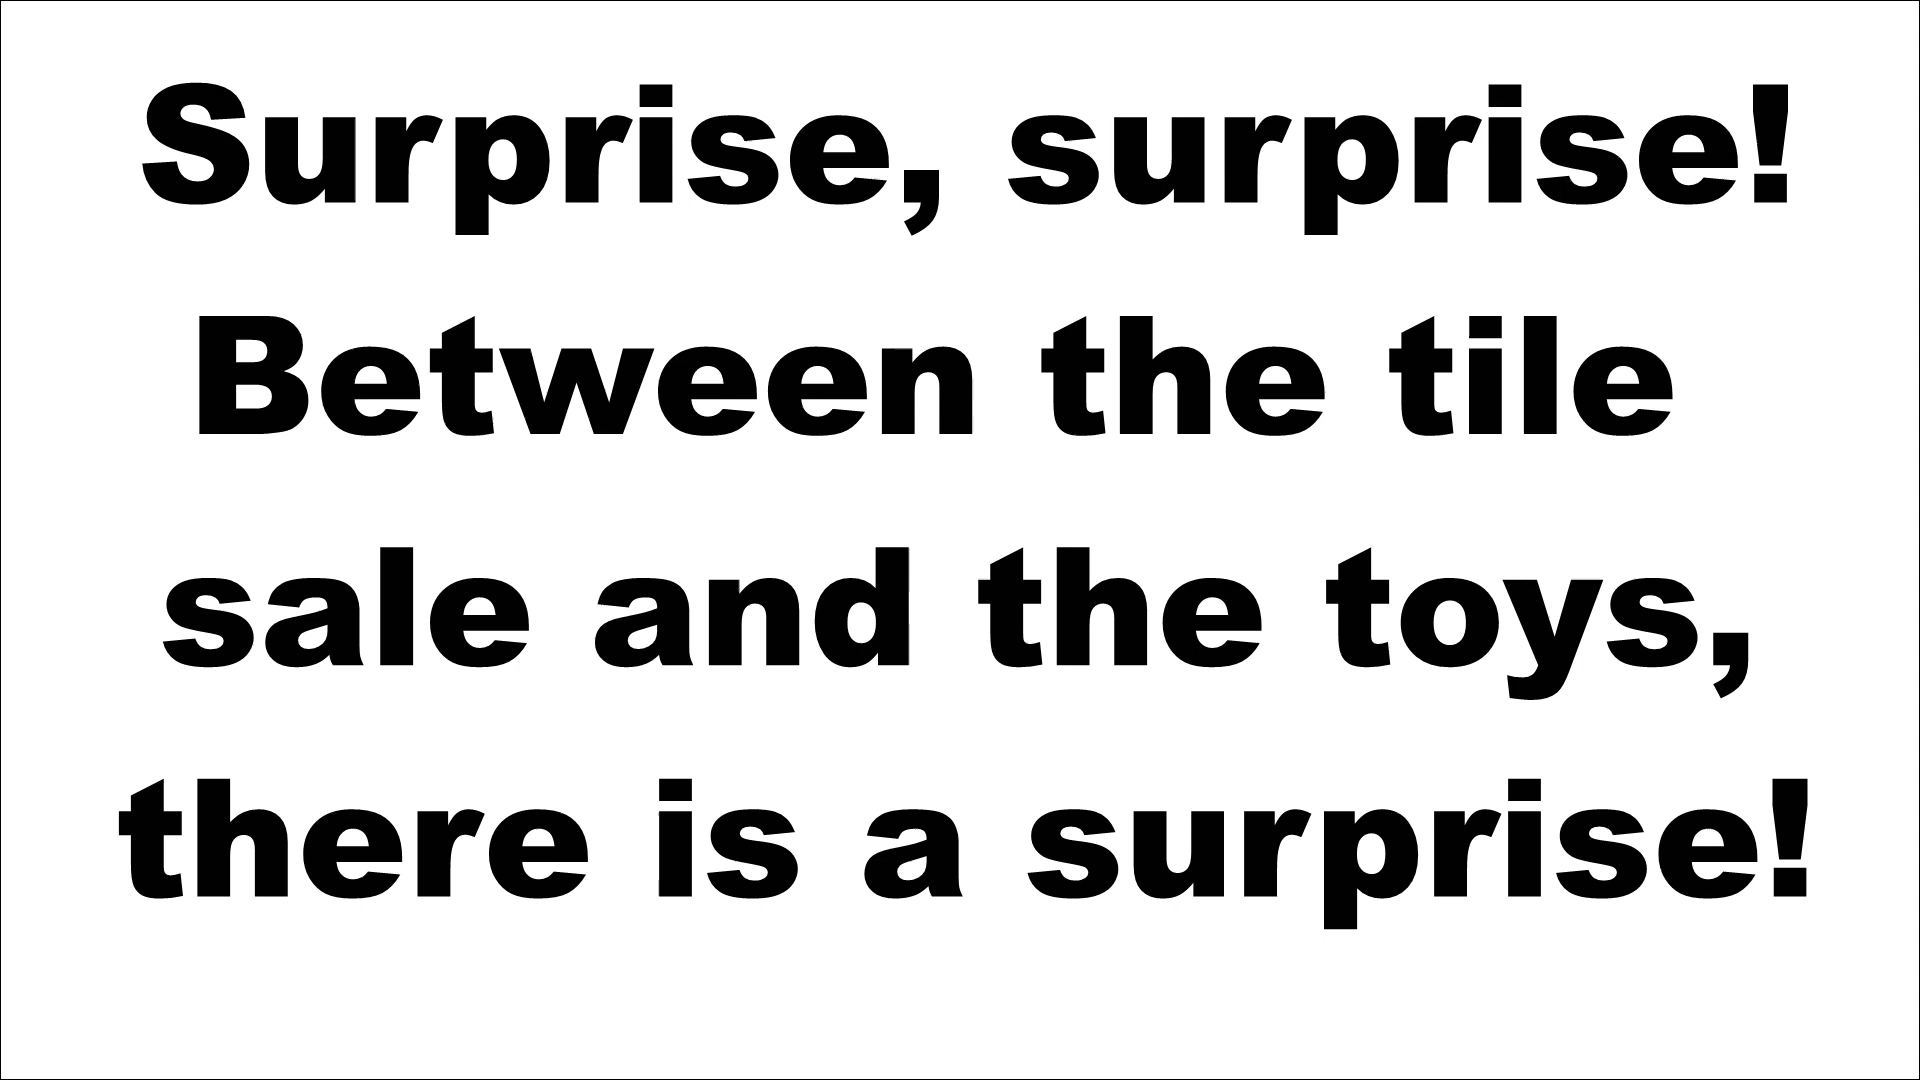 Surprise, surprise!
Between the tile
sale and the toys,
there is a surprise!